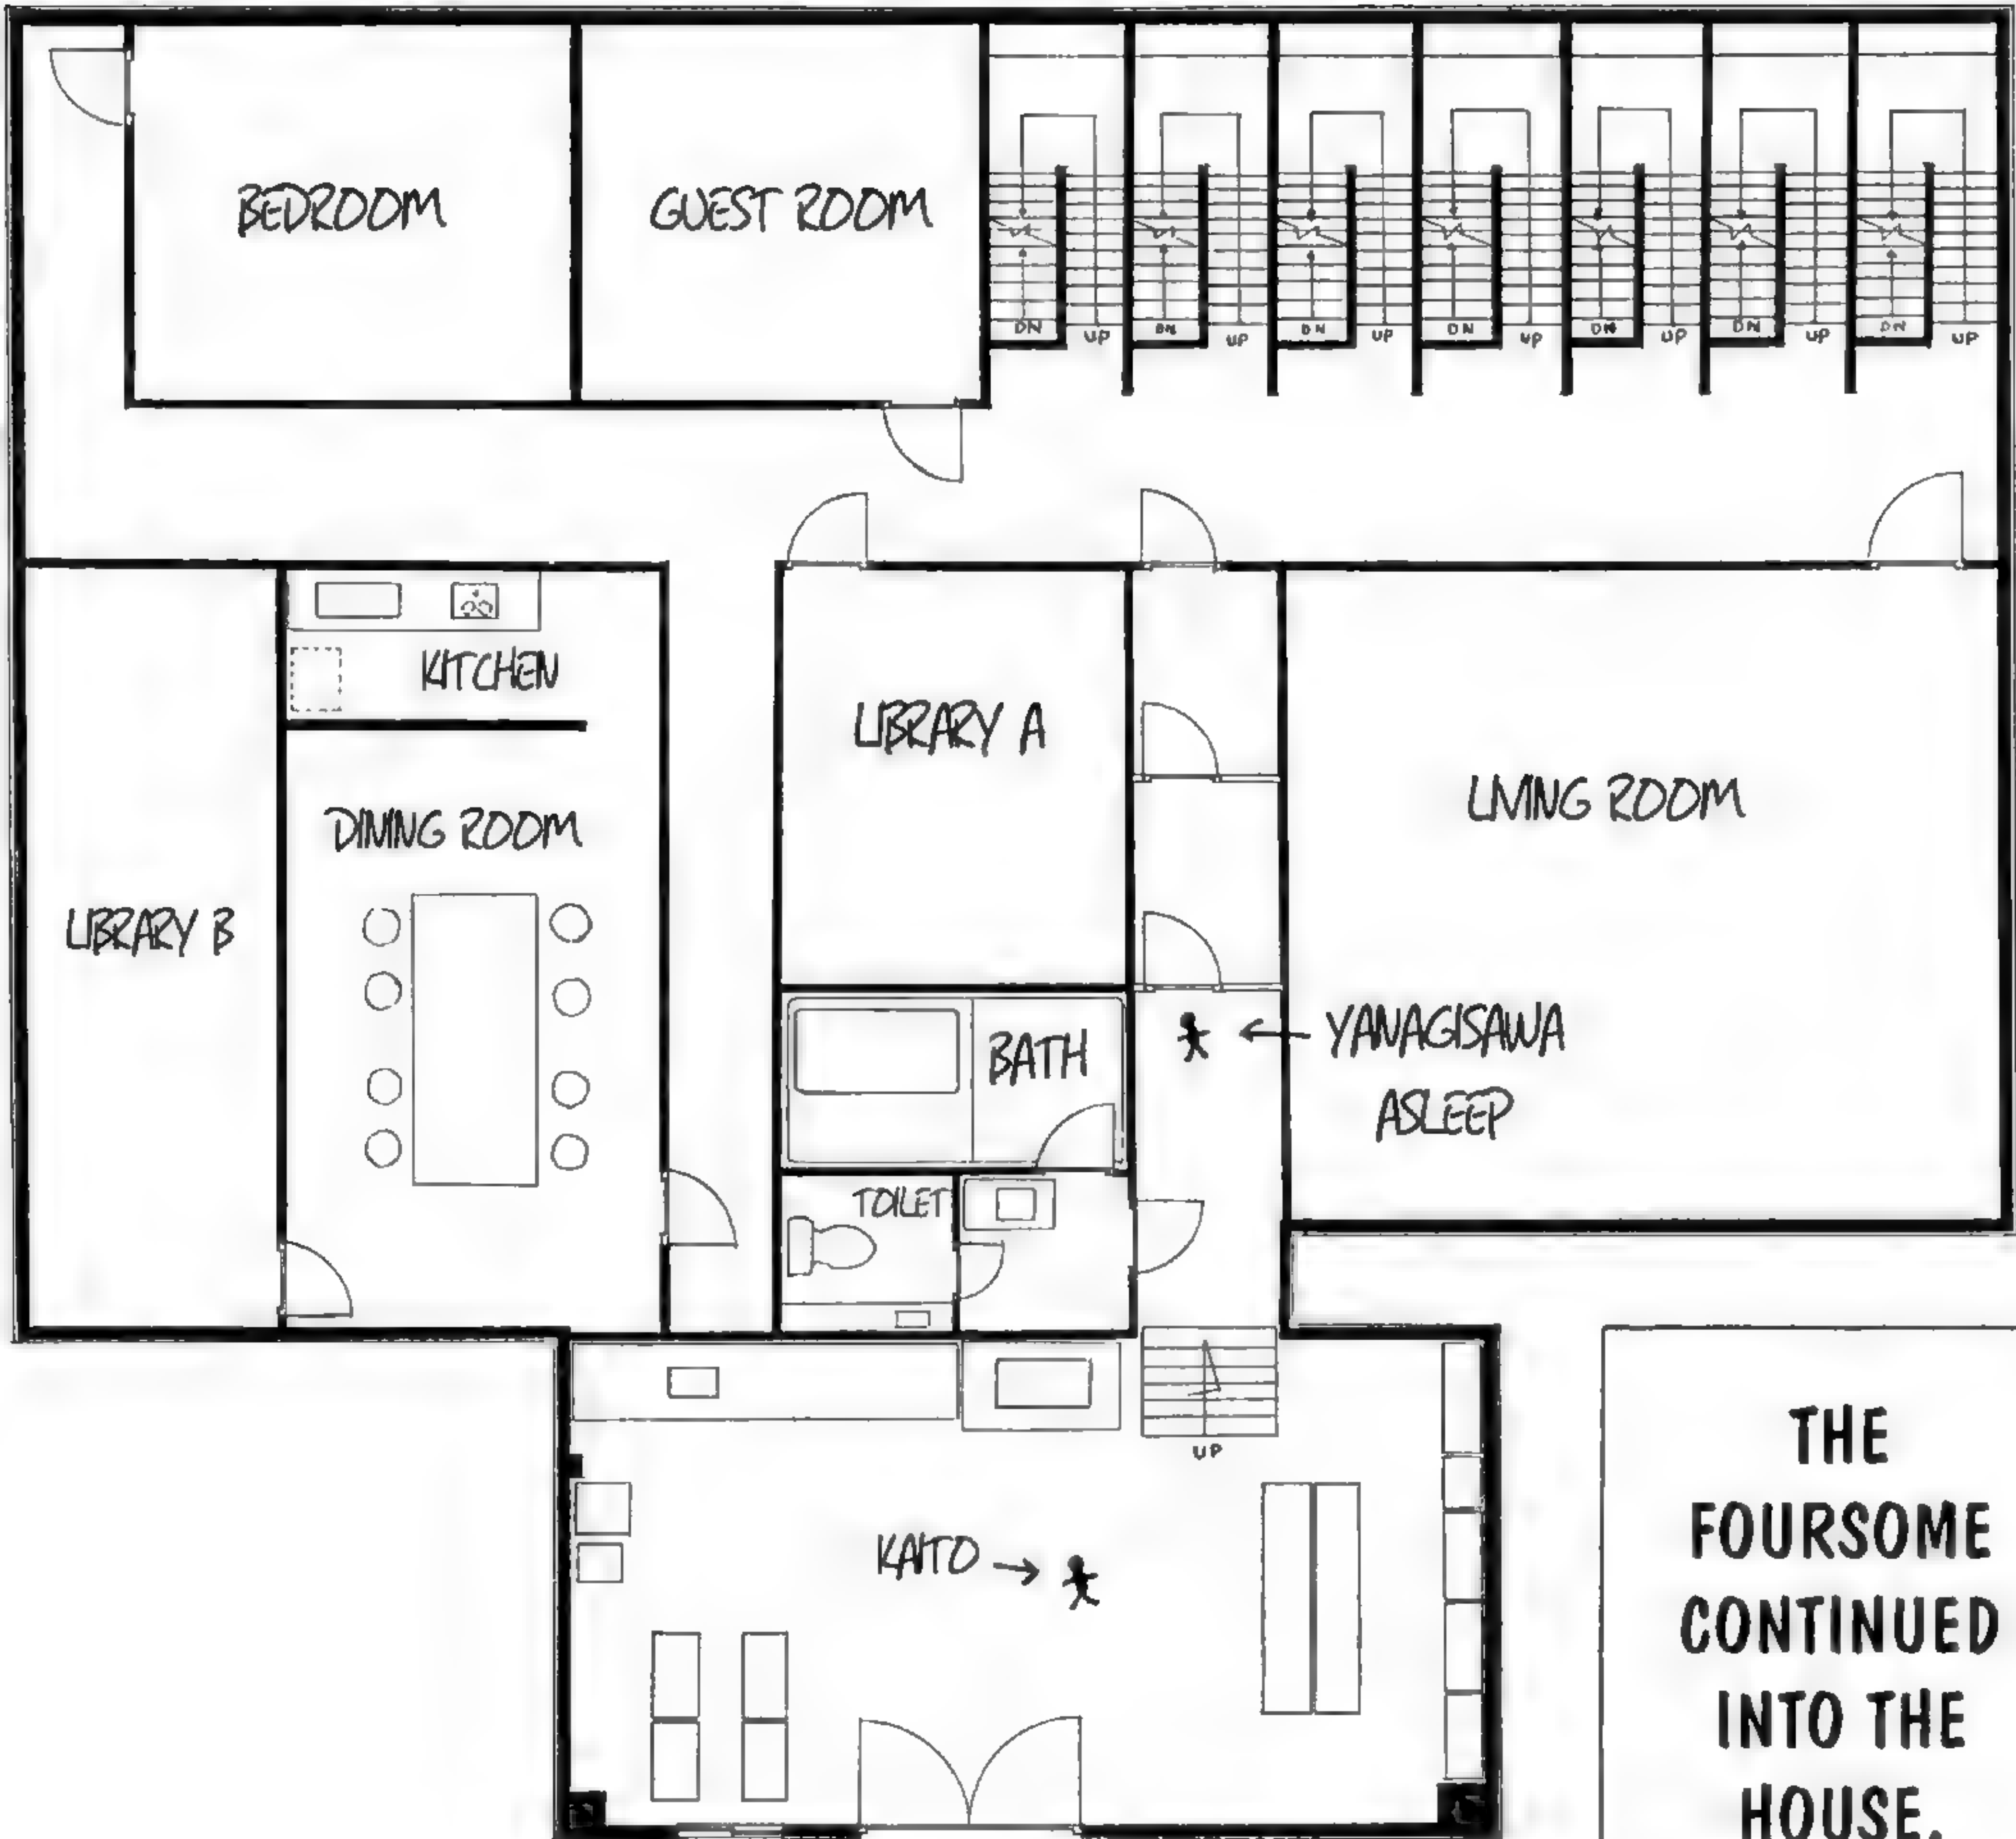 BEDROOM
GUEST ROOM
DN
UP
DN
UP
DN
UP
DN
UP
DN
UP
DN
UP
DN
UP
KITCHEN
LIBRARY A
DINING ROOM
LIVING ROOM
LIBRARY B
BATH
YANAGISAWA
ASLEEP
TOILET
UP
KAITO
THE
FOURSOME
CONTINUED
INTO THE
HOUSE.